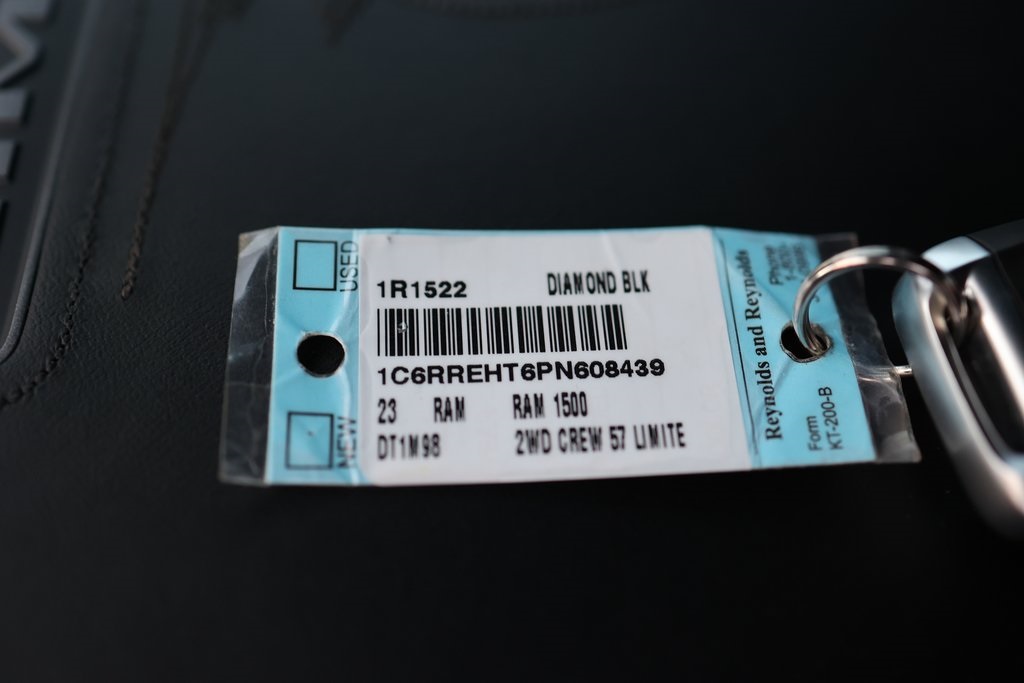 USED
NEW
1R1522 DIAMOND BLK
1C6RREHT6PN608439
23 RAM RAM 1500
DT1M98 2WD CREW 57 LIMITE
Reynolds and Reynolds
Phone
Form
KT-200-B